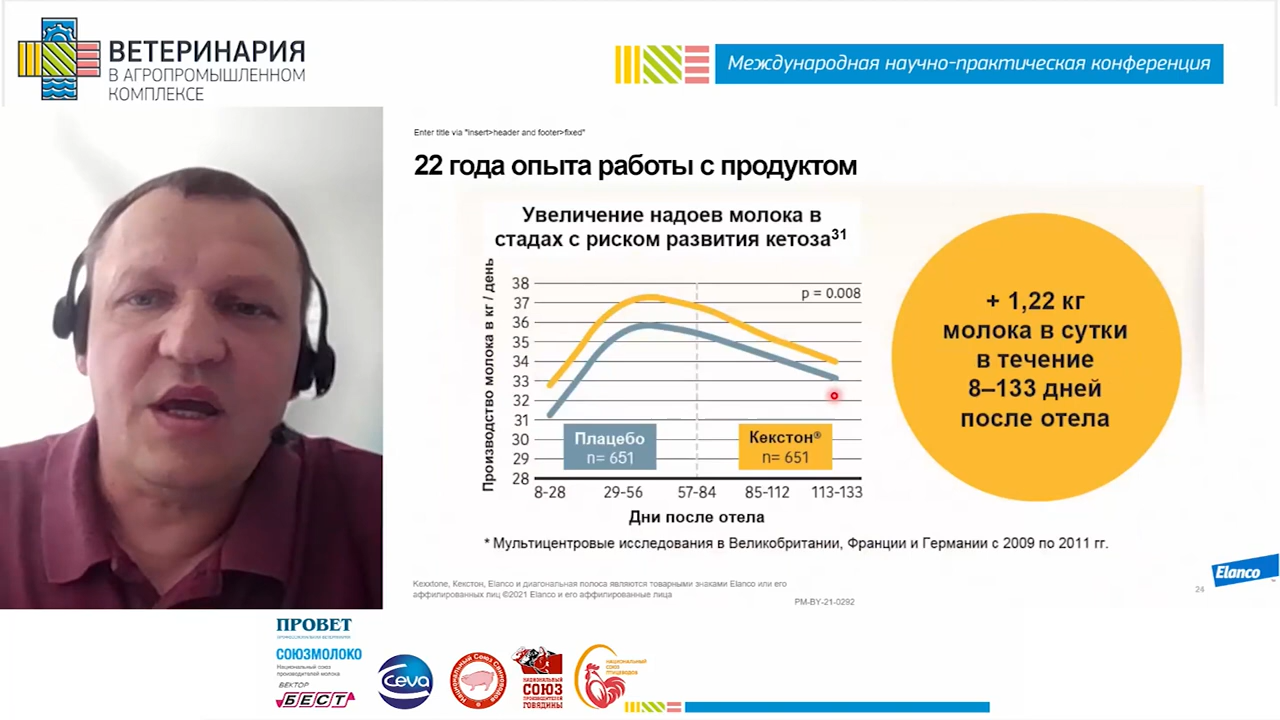 ВЕТЕРИНАРИЯ
В АГРОПРОМЫШЛЕННОМ
КОМПЛЕКСЕ
Международная научно-практическая конференция
Enter title via "Insert>header and footer>fixed"
22 года опыта работы с продуктом
Увеличение надоев молока в
стадах с риском развития кетоза31
Производство молока в кг / день
38
37
36
35
34
33
32
31
30
29
28
p = 0.008
Плацебо
n= 651
Кекстон®
n= 651
8-28
29-56
57-84
85-112
113-133
Дни после отела
+ 1,22 кг
молока в сутки
в течение
8–133 дней
после отела
* Мультицентровые исследования в Великобритании, Франции и Германии с 2009 по 2011 гг.
Kexxtone, Кекстон, Elanco и диагональная полоса являются товарными знаками Elanco или его
аффилированных лиц ©2021 Elanco и его аффилированные лица
PM-BY-21-0292
Elanco
24
ПРОВЕТ
СОЮЗМОЛОКО
Национальный союз
производителей молока
ВЕКТОР
БЕСТ
Ceva
Национальный Союз Свиноводов
НАЦИОНАЛЬНЫЙ
СОЮЗ
ПРОИЗВОДИТЕЛЕЙ
ГОВЯДИНЫ
НАЦИОНАЛЬНЫЙ
СОЮЗ
ПТИЦЕВОДОВ